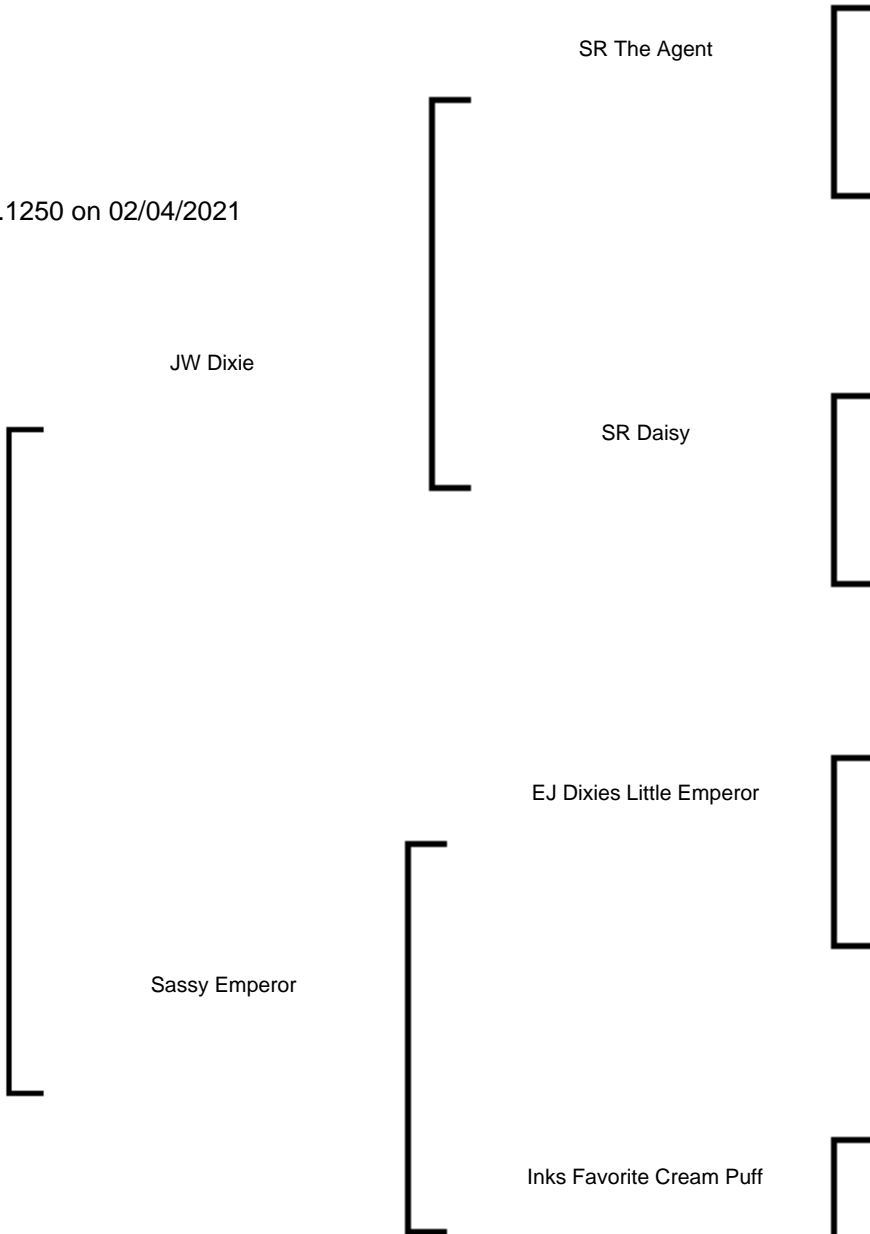 SR The Agent
.1250 on 02/04/2021
JW Dixie
SR Daisy
EJ Dixies Little Emperor
Sassy Emperor
Inks Favorite Cream Puff